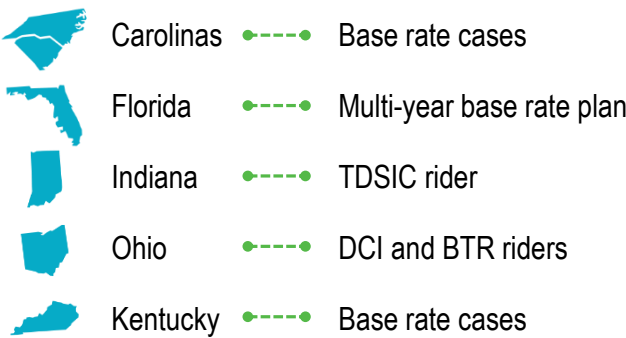 Carolinas Base rate cases
Florida Multi-year base rate plan
Indiana TDSIC rider
Ohio DCI and BTR riders
Kentucky Base rate cases